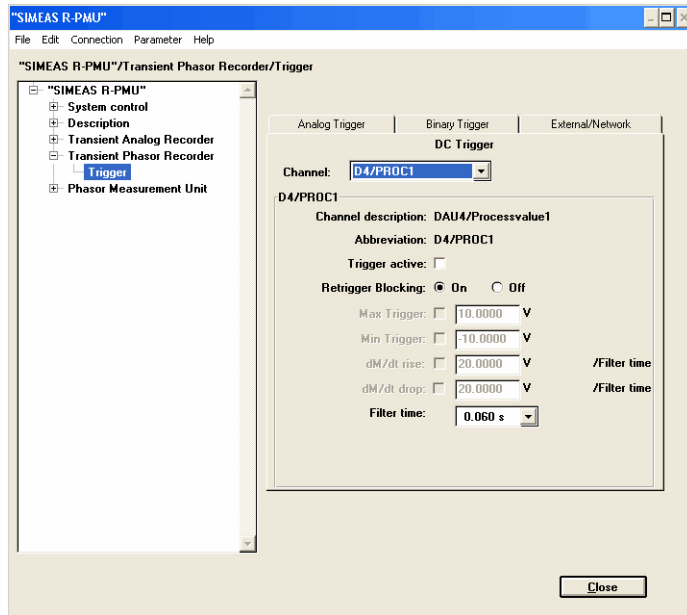 "SIMEAS R-PMU"
File Edit Connection Parameter Help
"SIMEAS R-PMU"/Transient Phasor Recorder/Trigger
"SIMEAS R-PMU"
System control
Description
Transient Analog Recorder
Transient Phasor Recorder
Trigger
Phasor Measurement Unit
Analog Trigger Binary Trigger External/Network
DC Trigger
Channel: D4/PROC1
D4/PROC1
Channel description: DAU4/Processvalue1
Abbreviation: D4/PROC1
Trigger active:
Retrigger Blocking: On Off
Max Trigger: 10.0000 V
Min Trigger: -10.0000 V
dM/dt rise: 20.0000 V /Filter time
dM/dt drop: 20.0000 V /Filter time
Filter time: 0.060 s
Close